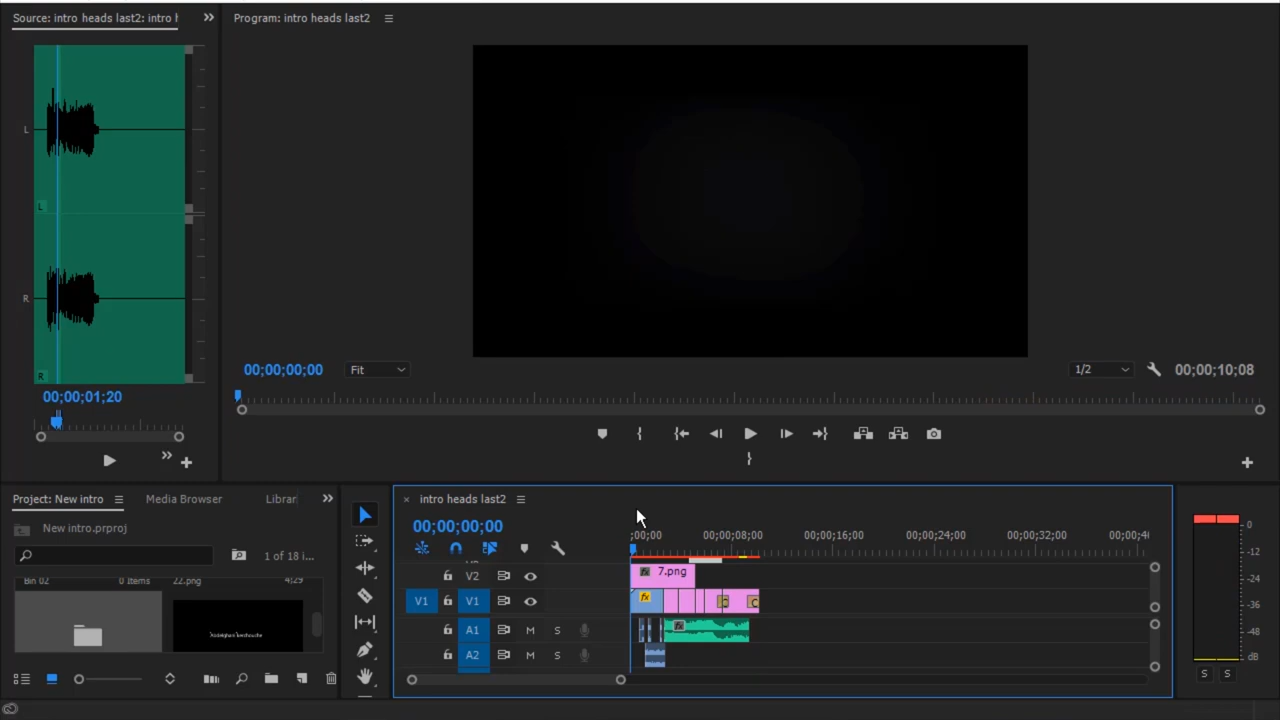 Source: intro heads last2: intro h
Program: intro heads last2
L
L
R
R
00;00;00;00
Fit
1/2
00;00;10;08
00;00;01;20
Project: New intro
Media Browser
Librar
intro heads last2
New intro.prproj
00;00;00;00
1 of 18 i...
;00;00
00;00;08;00
00;00;16;00
00;00;24;00
00;00;32;00
00;00;4
Bin 02
0 Items
22.png
4;29
V2
fx
7.png
V1
V1
fx
A1
M
S
fx
A2
M
S
0
-12
-24
-36
-48
dB
S
S